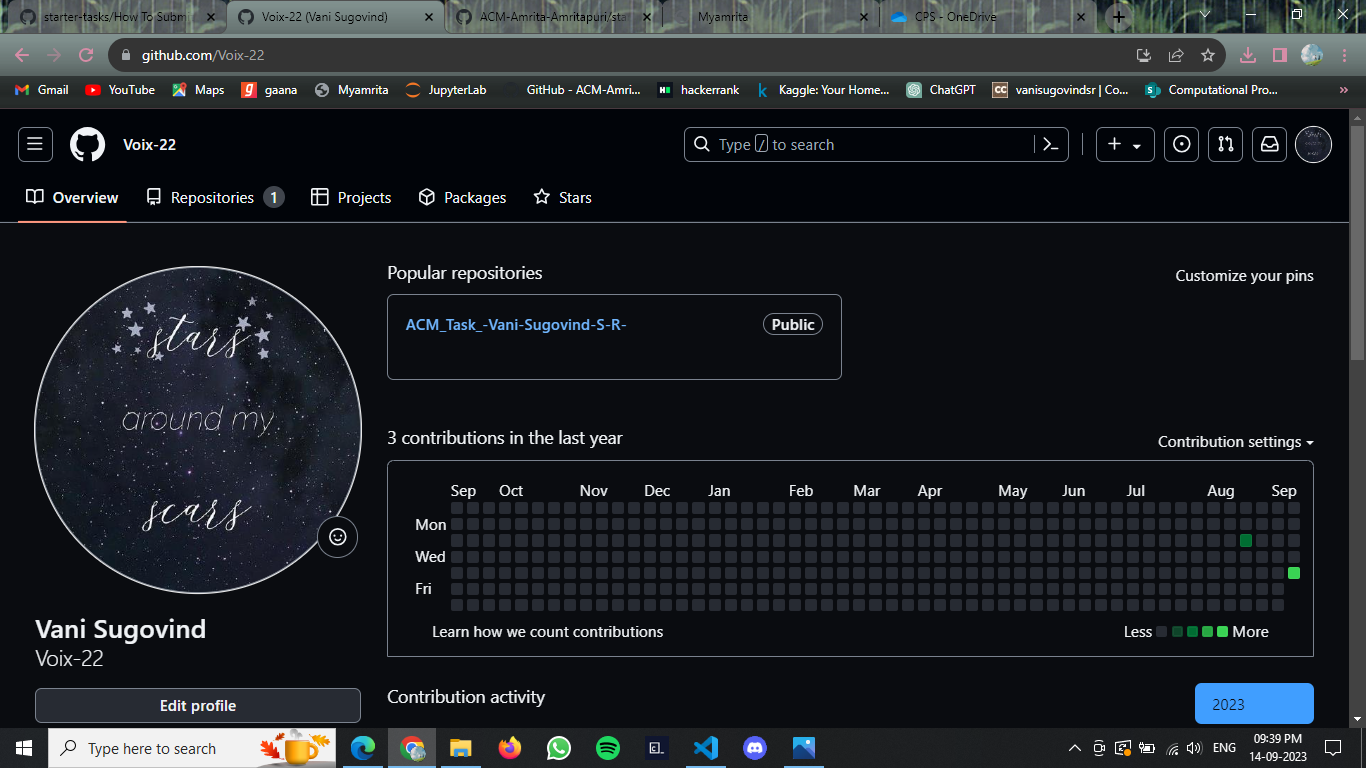 starter-tasks/How To Subm
Voix-22 (Vani Sugovind)
ACM-Amrita-Amritapuri/sta
Myamrita
CPS - OneDrive
github.com/Voix-22
Gmail
YouTube
Maps
gaana
Myamrita
JupyterLab
GitHub - ACM-Amri...
hackerrank
Kaggle: Your Home...
ChatGPT
vanisugovindsr | Co...
Computational Pro...
»
Voix-22
Type / to search
Overview
Repositories 1
Projects
Packages
Stars
stars
around my
scars
Vani Sugovind
Voix-22
Edit profile
Popular repositories
Customize your pins
ACM_Task_-Vani-Sugovind-S-R-
Public
3 contributions in the last year
Contribution settings
Sep Oct Nov Dec Jan Feb Mar Apr May Jun Jul Aug Sep
Mon
Wed
Fri
Learn how we count contributions
Less More
Contribution activity
2023
Type here to search
ENG
09:39 PM
14-09-2023